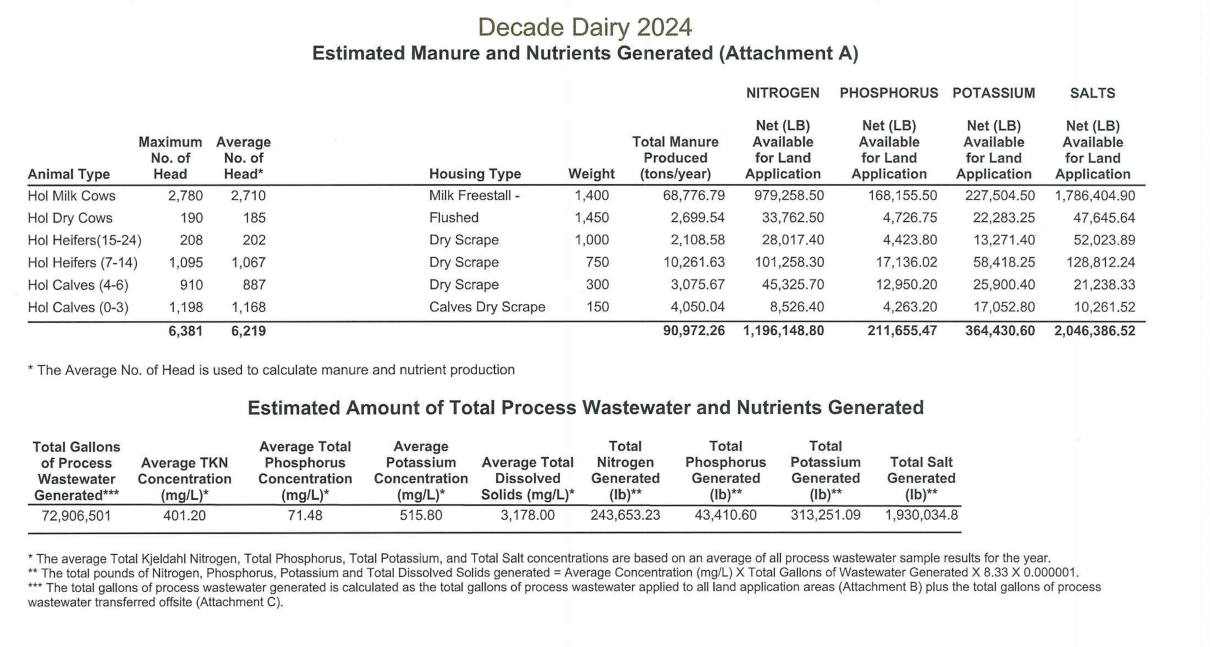 Decade Dairy 2024
Estimated Manure and Nutrients Generated (Attachment A)
NITROGEN PHOSPHORUS POTASSIUM SALTS
Animal Type Maximum No. of Head Average No. of Head* Housing Type Weight Total Manure Produced (tons/year) Net (LB) Available for Land Application Net (LB) Available for Land Application Net (LB) Available for Land Application Net (LB) Available for Land Application
Hol Milk Cows 2,780 2,710 Milk Freestall - 1,400 68,776.79 979,258.50 168,155.50 227,504.50 1,786,404.90
Hol Dry Cows 190 185 Flushed 1,450 2,699.54 33,762.50 4,726.75 22,283.25 47,645.64
Hol Heifers(15-24) 208 202 Dry Scrape 1,000 2,108.58 28,017.40 4,423.80 13,271.40 52,023.89
Hol Heifers (7-14) 1,095 1,067 Dry Scrape 750 10,261.63 101,258.30 17,136.02 58,418.25 128,812.24
Hol Calves (4-6) 910 887 Dry Scrape 300 3,075.67 45,325.70 12,950.20 25,900.40 21,238.33
Hol Calves (0-3) 1,198 1,168 Calves Dry Scrape 150 4,050.04 8,526.40 4,263.20 17,052.80 10,261.52
6,381 6,219 90,972.26 1,196,148.80 211,655.47 364,430.60 2,046,386.52
* The Average No. of Head is used to calculate manure and nutrient production
Estimated Amount of Total Process Wastewater and Nutrients Generated
Total Gallons of Process Wastewater Generated*** Average TKN Concentration (mg/L)* Average Total Phosphorus Concentration (mg/L)* Average Potassium Concentration (mg/L)* Average Total Dissolved Solids (mg/L)* Total Nitrogen Generated (lb)** Total Phosphorus Generated (lb)** Total Potassium Generated (lb)** Total Salt Generated (lb)**
72,906,501 401.20 71.48 515.80 3,178.00 243,653.23 43,410.60 313,251.09 1,930,034.8
* The average Total Kjeldahl Nitrogen, Total Phosphorus, Total Potassium, and Total Salt concentrations are based on an average of all process wastewater sample results for the year.
** The total pounds of Nitrogen, Phosphorus, Potassium and Total Dissolved Solids generated = Average Concentration (mg/L) X Total Gallons of Wastewater Generated X 8.33 X 0.000001.
*** The total gallons of process wastewater generated is calculated as the total gallons of process wastewater applied to all land application areas (Attachment B) plus the total gallons of process
wastewater transferred offsite (Attachment C).